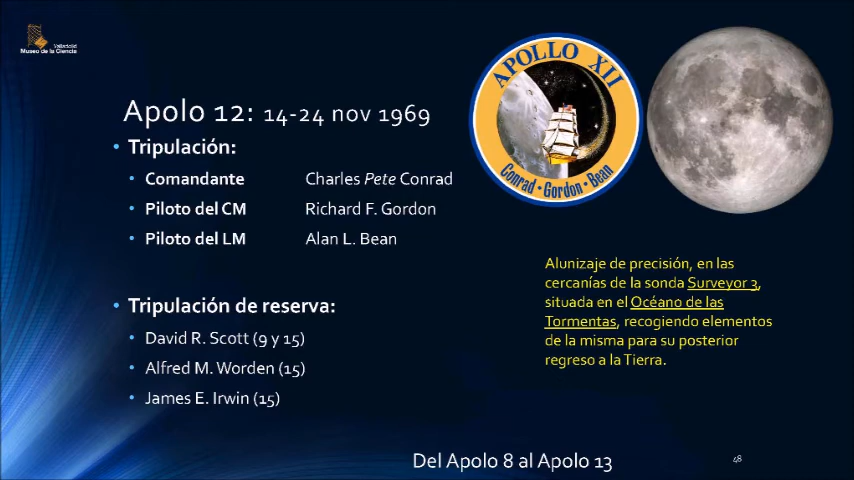 Valladolid
Museo de la Ciencia
APOLLO XII
Conrad • Gordon • Bean
Apolo 12: 14-24 nov 1969
• Tripulación:
• Comandante Charles Pete Conrad
• Piloto del CM Richard F. Gordon
• Piloto del LM Alan L. Bean
• Tripulación de reserva:
• David R. Scott (9 y 15)
• Alfred M. Worden (15)
• James E. Irwin (15)
Alunizaje de precisión, en las
cercanías de la sonda Surveyor 3,
situada en el Océano de las
Tormentas, recogiendo elementos
de la misma para su posterior
regreso a la Tierra.
Del Apolo 8 al Apolo 13
48